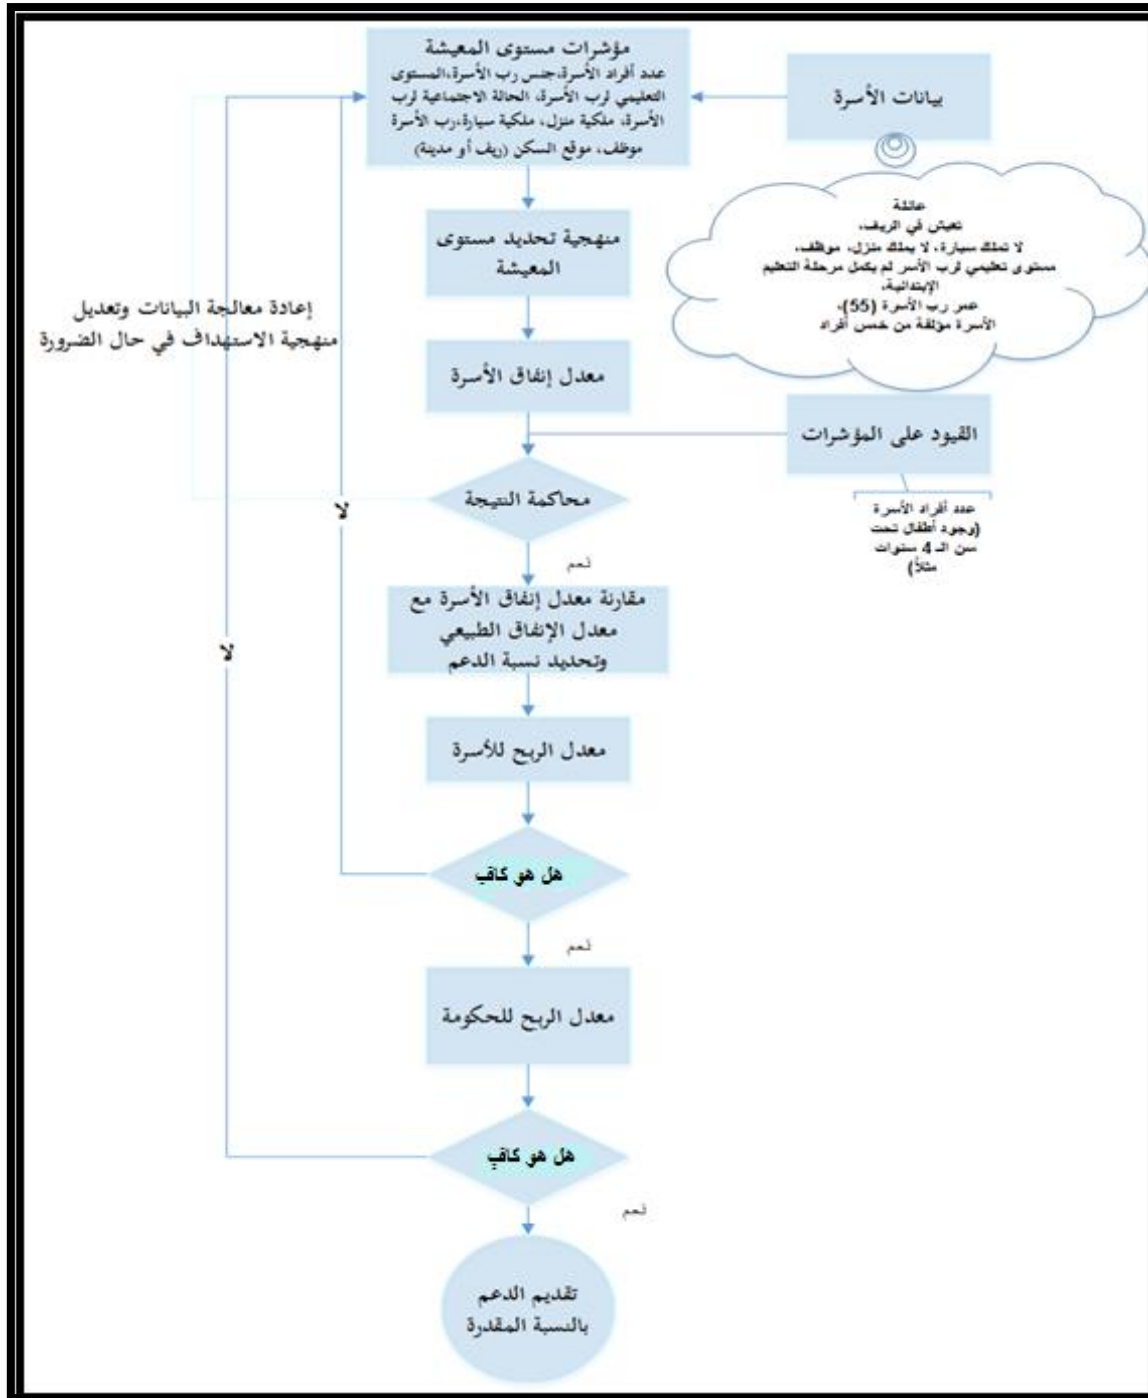 مؤشرات مستوى المعيشة
عدد أفراد الأسرة،جنس رب الأسرة،المستوى
التعليمي لرب الأسرة، الحالة الاجتماعية لرب
الأسرة، ملكية منزل، ملكية سيارة،رب الأسرة
موظف، موقع السكن (ريف أو مدينة)
بيانات الأسرة
عائلة
تعيش في الريف،
لا تملك سيارة، لا يملك منزل، موظف،
مستوى تعليمي لرب الأسر لم يكمل مرحلة التعليم
الإبتدائية،
عمر رب الأسرة (55)،
الأسرة مؤلفة من خمس أفراد
منهجية تحديد مستوى
المعيشة
إعادة معالجة البيانات وتعديل
منهجية الاستهداف في حال الضرورة
معدل إنفاق الأسرة
القيود على المؤشرات
عدد أفراد الأسرة
(وجود أطفال تحت
سن الـ 4 سنوات
مثلاً)
محاكمة النتيجة
لا
نعم
مقارنة معدل إنفاق الأسرة مع
معدل الإنفاق الطبيعي
وتحديد نسبة الدعم
لا
معدل الربح للأسرة
هل هو كافٍ
نعم
معدل الربح للحكومة
هل هو كافٍ
نعم
تقديم الدعم
بالنسبة المقدرة